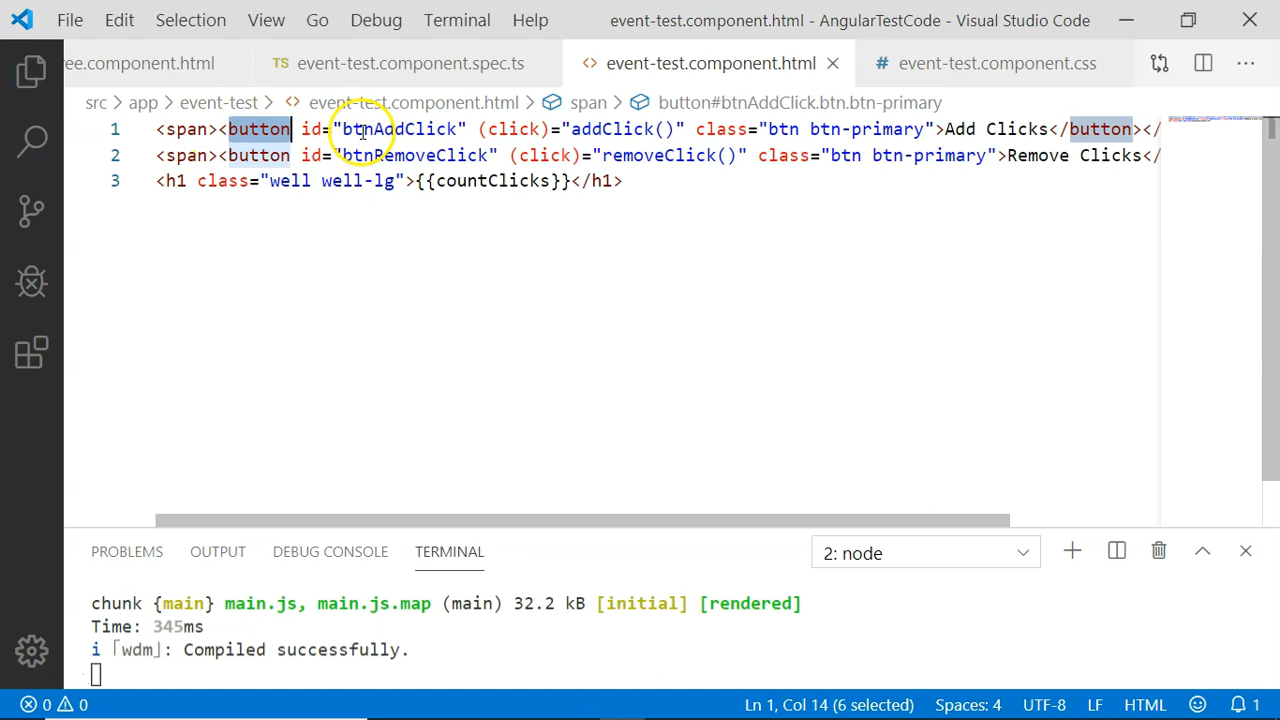 File Edit Selection View Go Debug Terminal Help event-test.component.html - AngularTestCode - Visual Studio Code
ee.component.html TS event-test.component.spec.ts <> event-test.component.html # event-test.component.css
src > app > event-test > <> event-test.component.html > span > button#btnAddClick.btn.btn-primary
1 <span><button id="btnAddClick" (click)="addClick()" class="btn btn-primary">Add Clicks</button></
2 <span><button id="btnRemoveClick" (click)="removeClick()" class="btn btn-primary">Remove Clicks</
3 <h1 class="well well-lg">{{countClicks}}</h1>
PROBLEMS OUTPUT DEBUG CONSOLE TERMINAL 2: node
chunk {main} main.js, main.js.map (main) 32.2 kB [initial] [rendered]
Time: 345ms
i 「wdm」: Compiled successfully.
0 0 Ln 1, Col 14 (6 selected) Spaces: 4 UTF-8 LF HTML 1